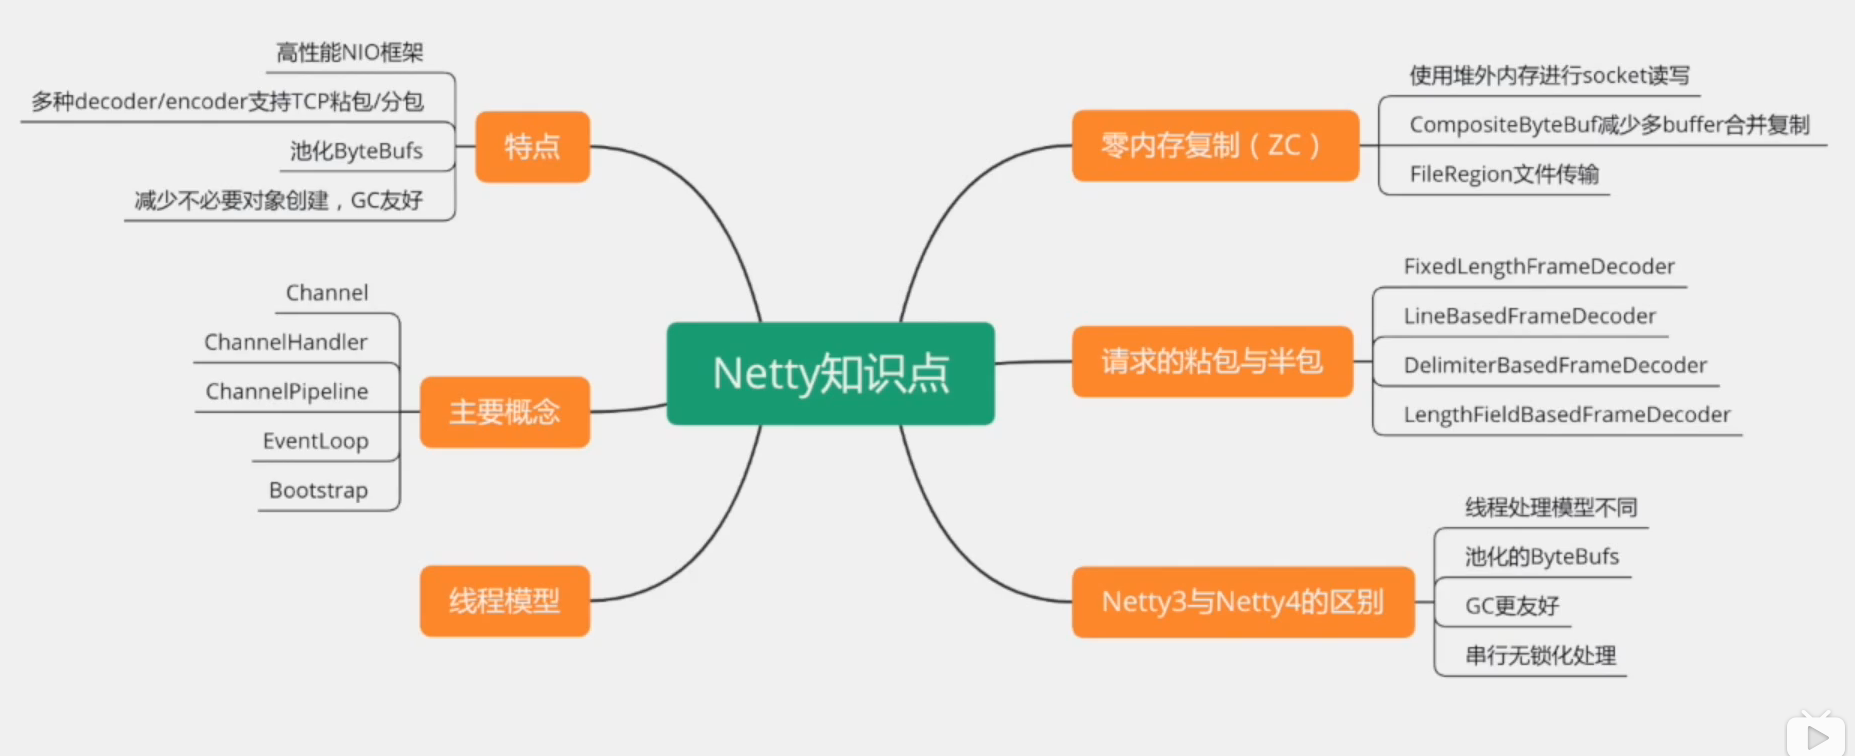 Netty知识点
特点
高性能NIO框架
多种decoder/encoder支持TCP粘包/分包
池化ByteBufs
减少不必要对象创建，GC友好
主要概念
Channel
ChannelHandler
ChannelPipeline
EventLoop
Bootstrap
线程模型
零内存复制（ZC）
使用堆外内存进行socket读写
CompositeByteBuf减少多buffer合并复制
FileRegion文件传输
请求的粘包与半包
FixedLengthFrameDecoder
LineBasedFrameDecoder
DelimiterBasedFrameDecoder
LengthFieldBasedFrameDecoder
Netty3与Netty4的区别
线程处理模型不同
池化的ByteBufs
GC更友好
串行无锁化处理